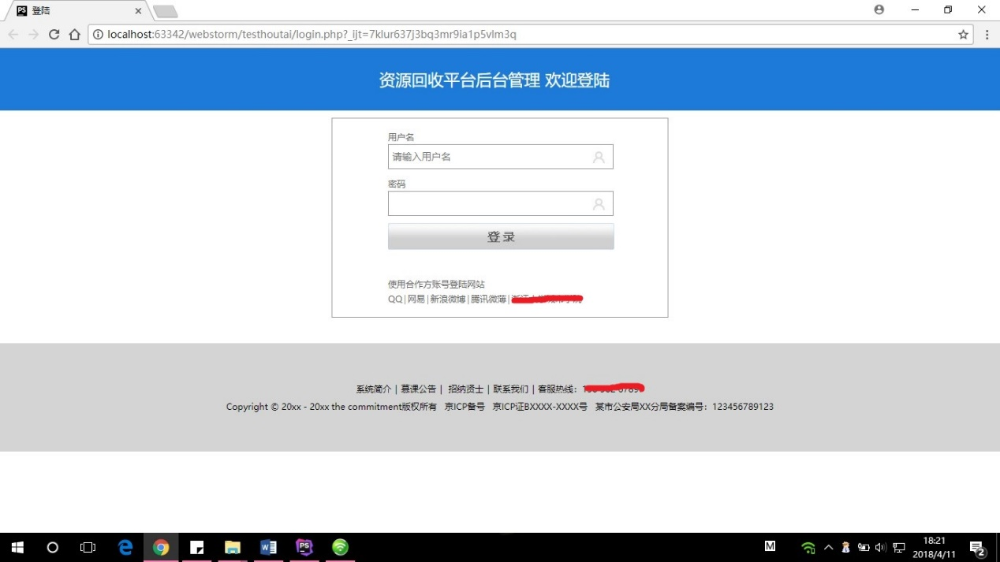 登陆
localhost:63342/webstorm/testhoutai/login.php?_ijt=7klur637j3bq3mr9ia1p5vlm3q
资源回收平台后台管理 欢迎登陆
用户名
请输入用户名
密码
登录
使用合作方账号登陆网站
QQ | 网易 | 新浪微博 | 腾讯微薄 |
系统简介 | 慕课公告 | 招纳贤士 | 联系我们 | 客服热线：
Copyright © 20xx - 20xx the commitment版权所有 京ICP备号 京ICP证BXXXX-XXXX号 某市公安局XX分局备案编号：123456789123
M
18:21
2018/4/11
2